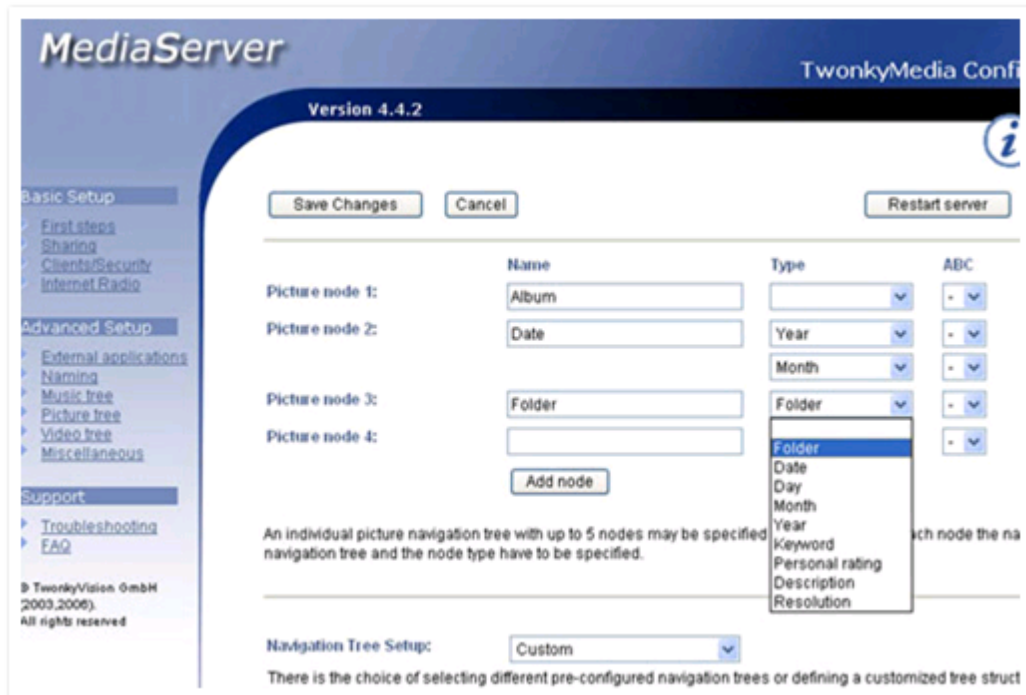 MediaServer
TwonkyMedia Confi
Version 4.4.2
i
Basic Setup
First steps
Sharing
Clients/Security
Internet Radio
Advanced Setup
External applications
Naming
Music tree
Picture tree
Video tree
Miscellaneous
Support
Troubleshooting
FAQ
© TwonkyVision GmbH
(2003,2006).
All rights reserved
Save Changes Cancel Restart server
Name Type ABC
Picture node 1: Album -
Picture node 2: Date Year -
Month -
Picture node 3: Folder Folder -
Picture node 4: -
Folder
Date
Day
Month
Year
Keyword
Personal rating
Description
Resolution
Add node
An individual picture navigation tree with up to 5 nodes may be specified ch node the na
navigation tree and the node type have to be specified.
Navigation Tree Setup: Custom
There is the choice of selecting different pre-configured navigation trees or defining a customized tree struct